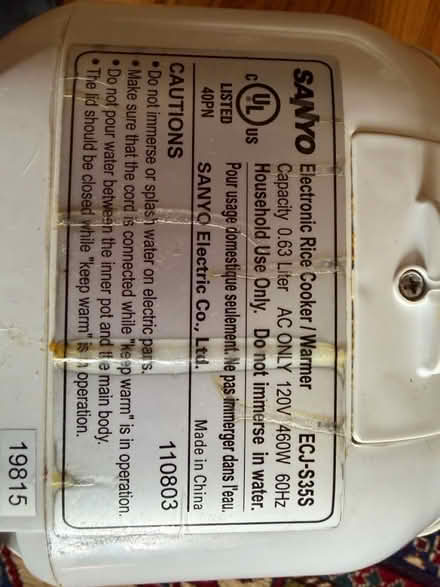 SANYO Electronic Rice Cooker / Warmer ECJ-S35S
Capacity 0.63 Liter AC ONLY 120V 460W 60Hz
Household Use Only. Do not immerse in water.
Pour usage domestique seulement. Ne pas immerger dans l'eau.
C UL US
LISTED
40PN
SANYO Electric Co., Ltd. Made in China
CAUTIONS 110803
• Do not immerse or splash water on electric parts.
• Make sure that the cord is connected while "keep warm" is in operation.
• Do not pour water between the inner pot and the main body.
• The lid should be closed while "keep warm" is in operation.
19815